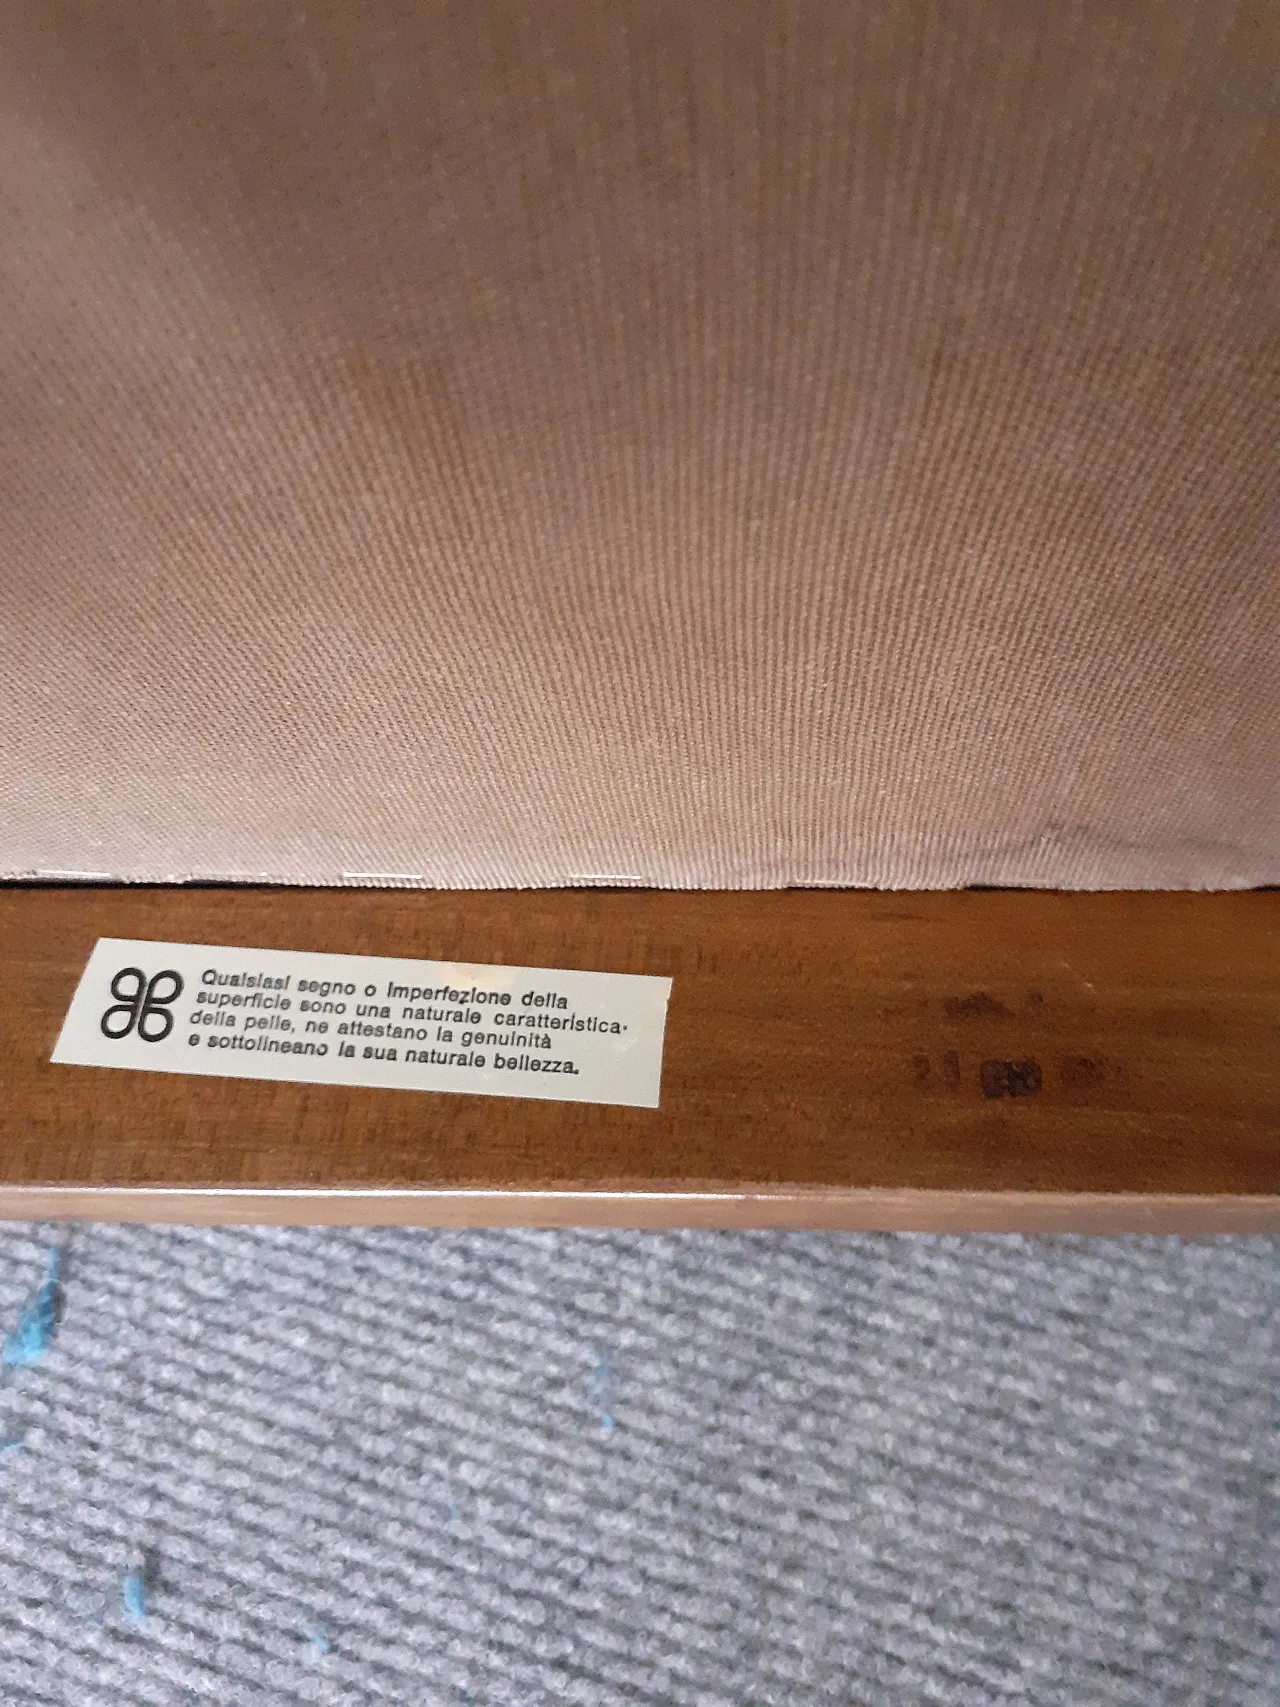 Qualsiasi segno o imperfezione della
superficie sono una naturale caratteristica.
della pelle, ne attestano la genuinità
e sottolineano la sua naturale bellezza.